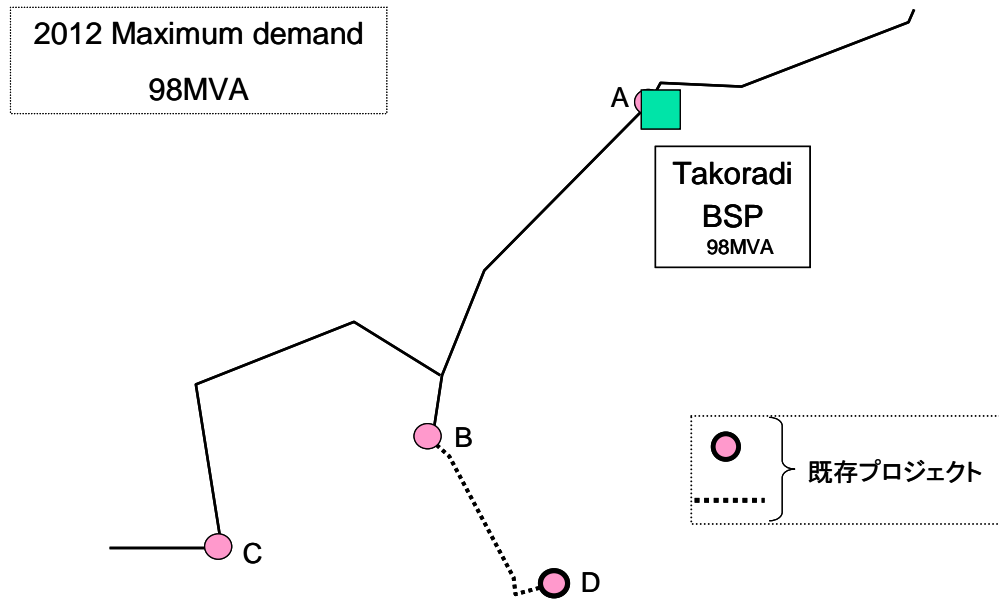 2012 Maximum demand
98MVA
A
Takoradi
BSP
98MVA
B
既存プロジェクト
C
D